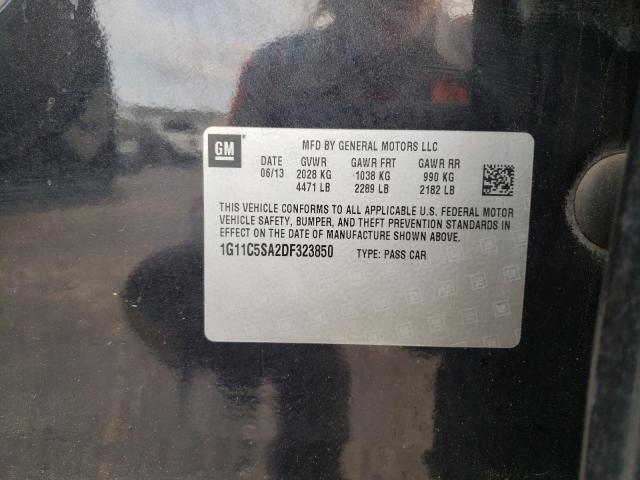 GM
MFD BY GENERAL MOTORS LLC
DATE GVWR GAWR FRT GAWR RR
06/13 2028 KG 1038 KG 990 KG
4471 LB 2289 LB 2182 LB
THIS VEHICLE CONFORMS TO ALL APPLICABLE U.S. FEDERAL MOTOR
VEHICLE SAFETY, BUMPER, AND THEFT PREVENTION STANDARDS IN
EFFECT ON THE DATE OF MANUFACTURE SHOWN ABOVE.
1G11C5SA2DF323850 TYPE: PASS CAR